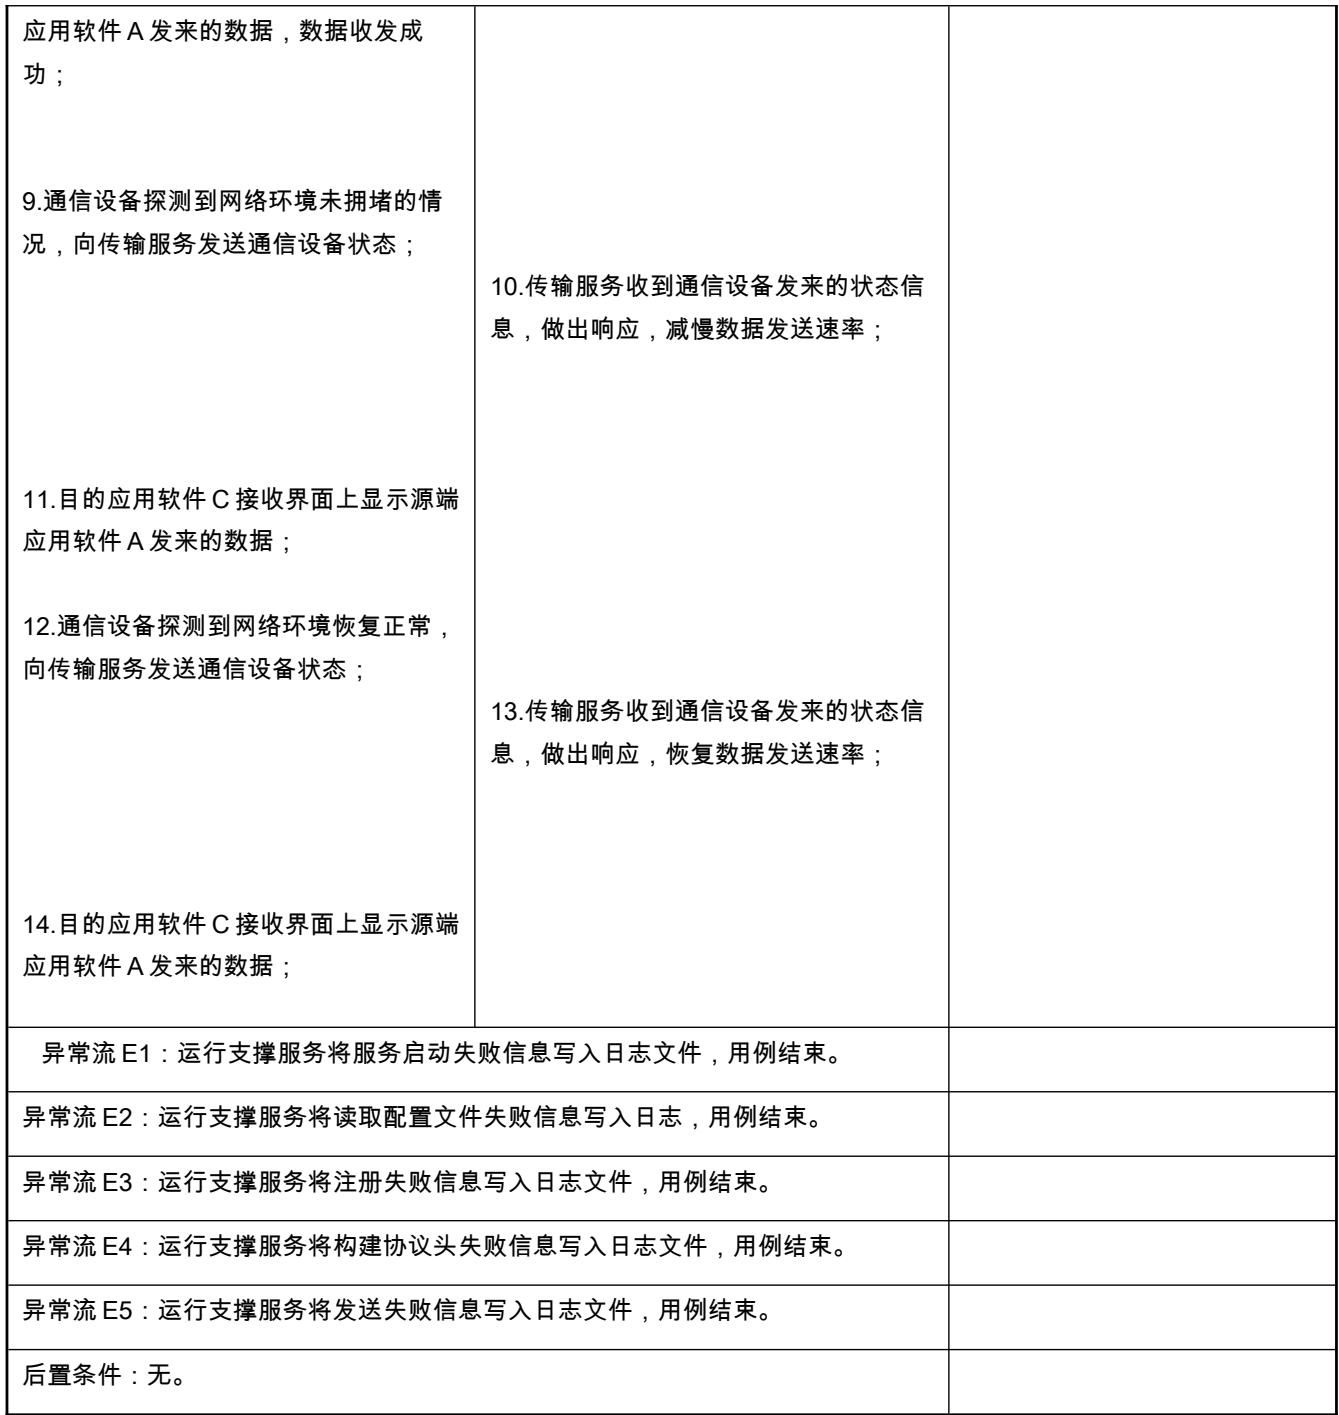 应用软件A发来的数据，数据收发成
功；
9.通信设备探测到网络环境未拥堵的情
况，向传输服务发送通信设备状态；
10.传输服务收到通信设备发来的状态信
息，做出响应，减慢数据发送速率；
11.目的应用软件C接收界面上显示源端
应用软件A发来的数据；
12.通信设备探测到网络环境恢复正常，
向传输服务发送通信设备状态；
13.传输服务收到通信设备发来的状态信
息，做出响应，恢复数据发送速率；
14.目的应用软件C接收界面上显示源端
应用软件A发来的数据；
异常流E1：运行支撑服务将服务启动失败信息写入日志文件，用例结束。
异常流E2：运行支撑服务将读取配置文件失败信息写入日志，用例结束。
异常流E3：运行支撑服务将注册失败信息写入日志文件，用例结束。
异常流E4：运行支撑服务将构建协议头失败信息写入日志文件，用例结束。
异常流E5：运行支撑服务将发送失败信息写入日志文件，用例结束。
后置条件：无。